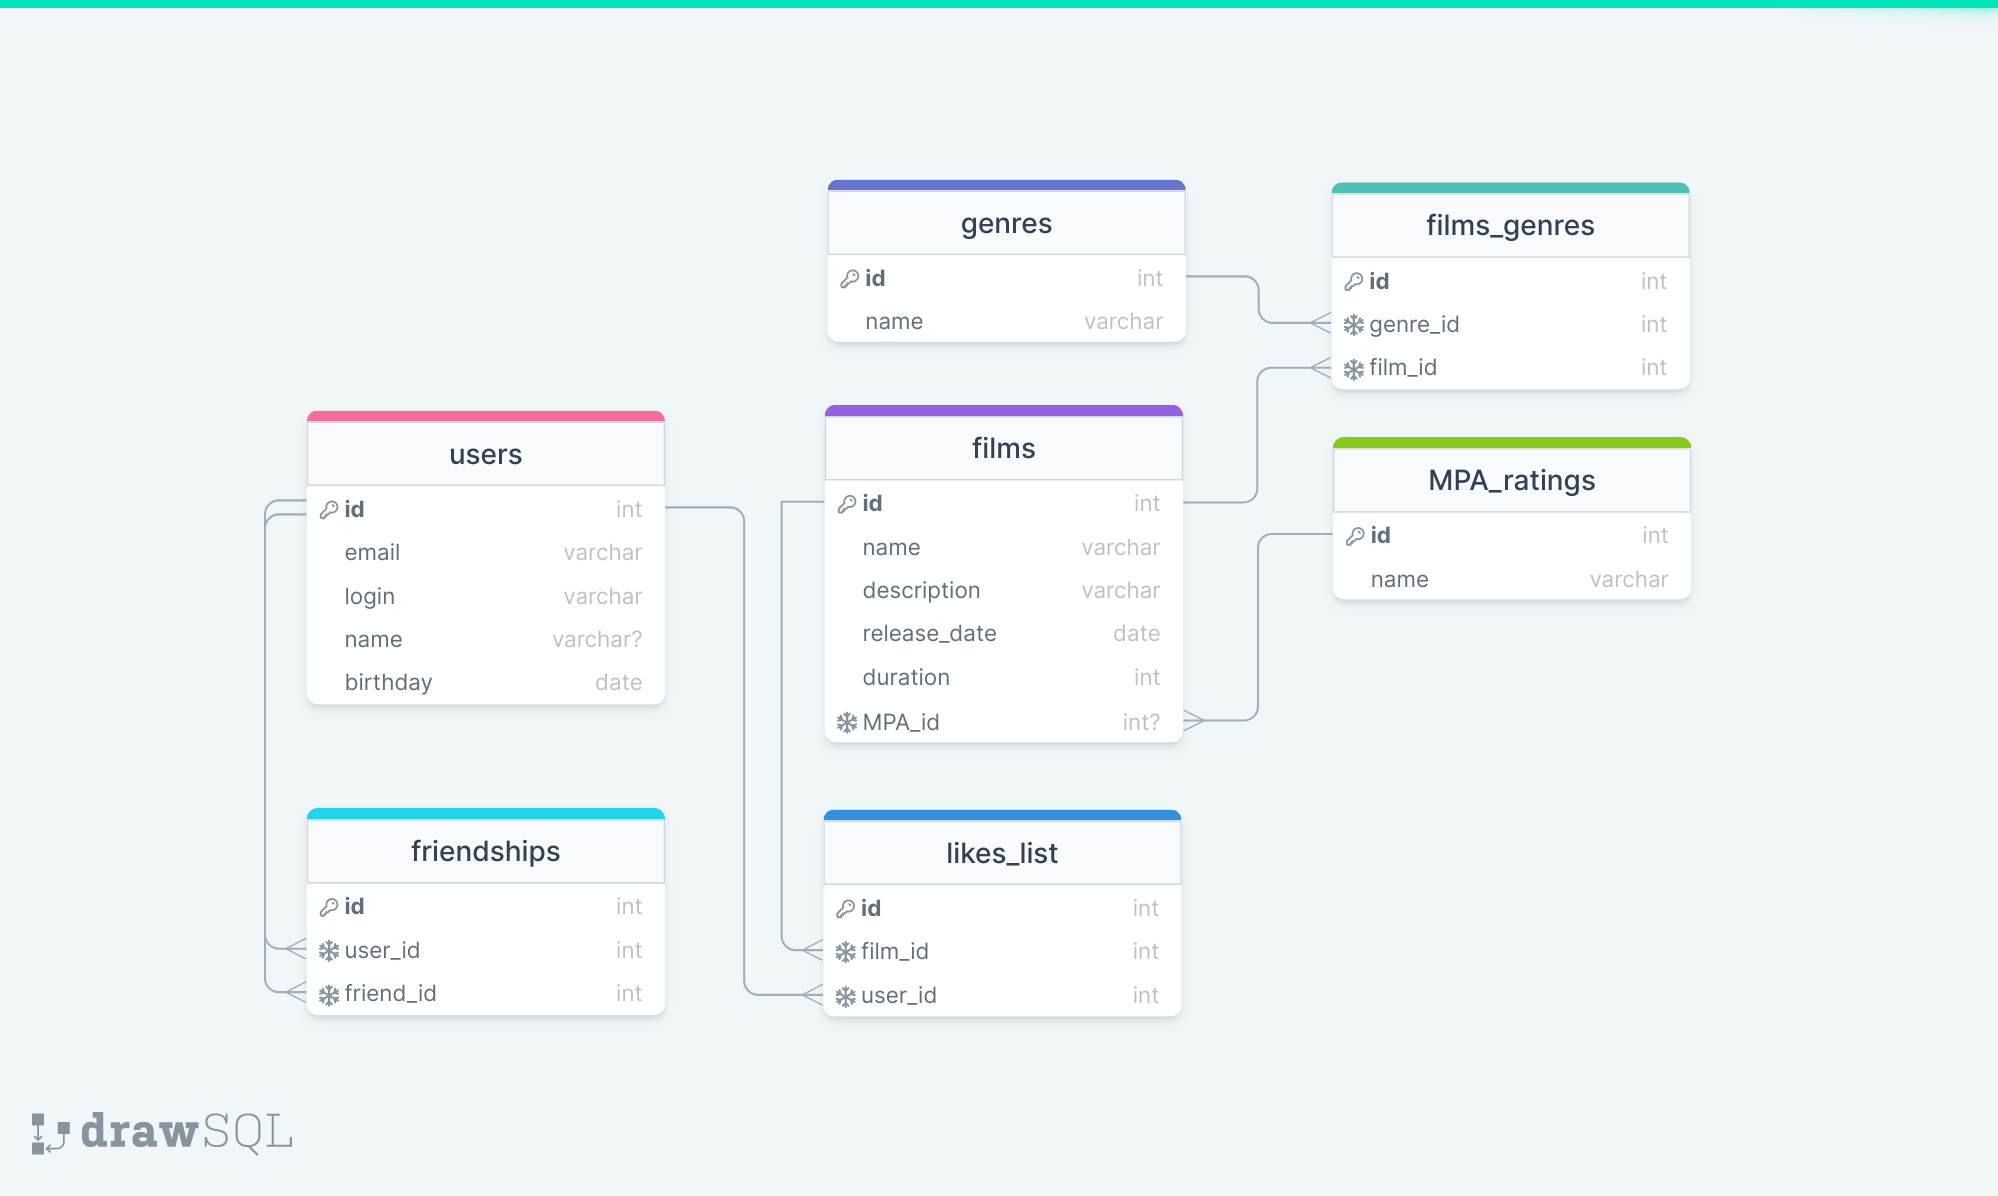 genres
id int
name varchar
films_genres
id int
genre_id int
film_id int
users
id int
email varchar
login varchar
name varchar?
birthday date
films
id int
name varchar
description varchar
release_date date
duration int
MPA_id int?
MPA_ratings
id int
name varchar
friendships
id int
user_id int
friend_id int
likes_list
id int
film_id int
user_id int
drawSQL